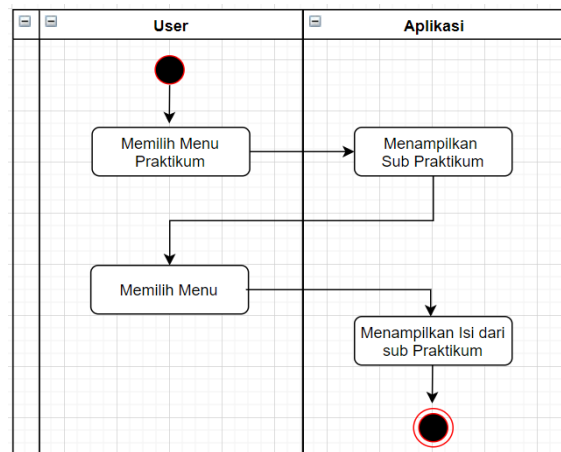 User
Aplikasi
Memilih Menu
Praktikum
Menampilkan
Sub Praktikum
Memilih Menu
Menampilkan Isi dari
sub Praktikum